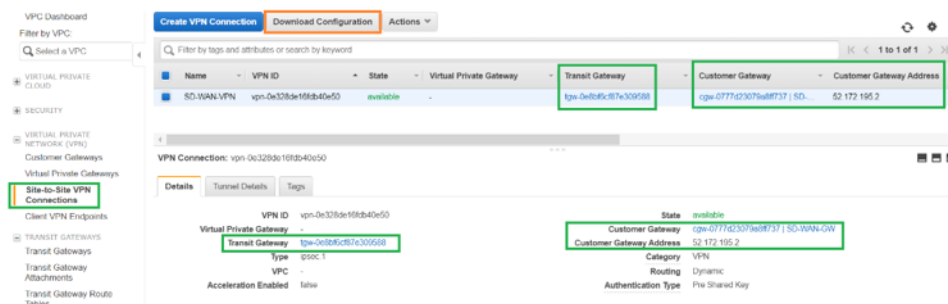 VPC Dashboard
Filter by VPC:
Select a VPC
VIRTUAL PRIVATE
CLOUD
SECURITY
VIRTUAL PRIVATE
NETWORK (VPN)
Customer Gateways
Virtual Private Gateways
Site-to-Site VPN
Connections
Client VPN Endpoints
TRANSIT GATEWAYS
Transit Gateways
Transit Gateway
Attachments
Transit Gateway Route
Tables
Create VPN Connection Download Configuration Actions
Filter by tags and attributes or search by keyword
1 to 1 of 1
Name VPN ID State Virtual Private Gateway Transit Gateway Customer Gateway Customer Gateway Address
SD-WAN-VPN vpn-0e328de16fdb40e50 available - tgw-0e8bf6cf87e309588 cgw-0777d23079a8ff737 | SD-... 52.172.195.2
VPN Connection: vpn-0e328de16fdb40e50
Details Tunnel Details Tags
VPN ID vpn-0e328de16fdb40e50 State available
Virtual Private Gateway - Customer Gateway cgw-0777d23079a8ff737 | SD-WAN-GW
Transit Gateway tgw-0e8bf6cf87e309588 Customer Gateway Address 52.172.195.2
Type ipsec.1 Category VPN
VPC - Routing Dynamic
Acceleration Enabled false Authentication Type Pre Shared Key